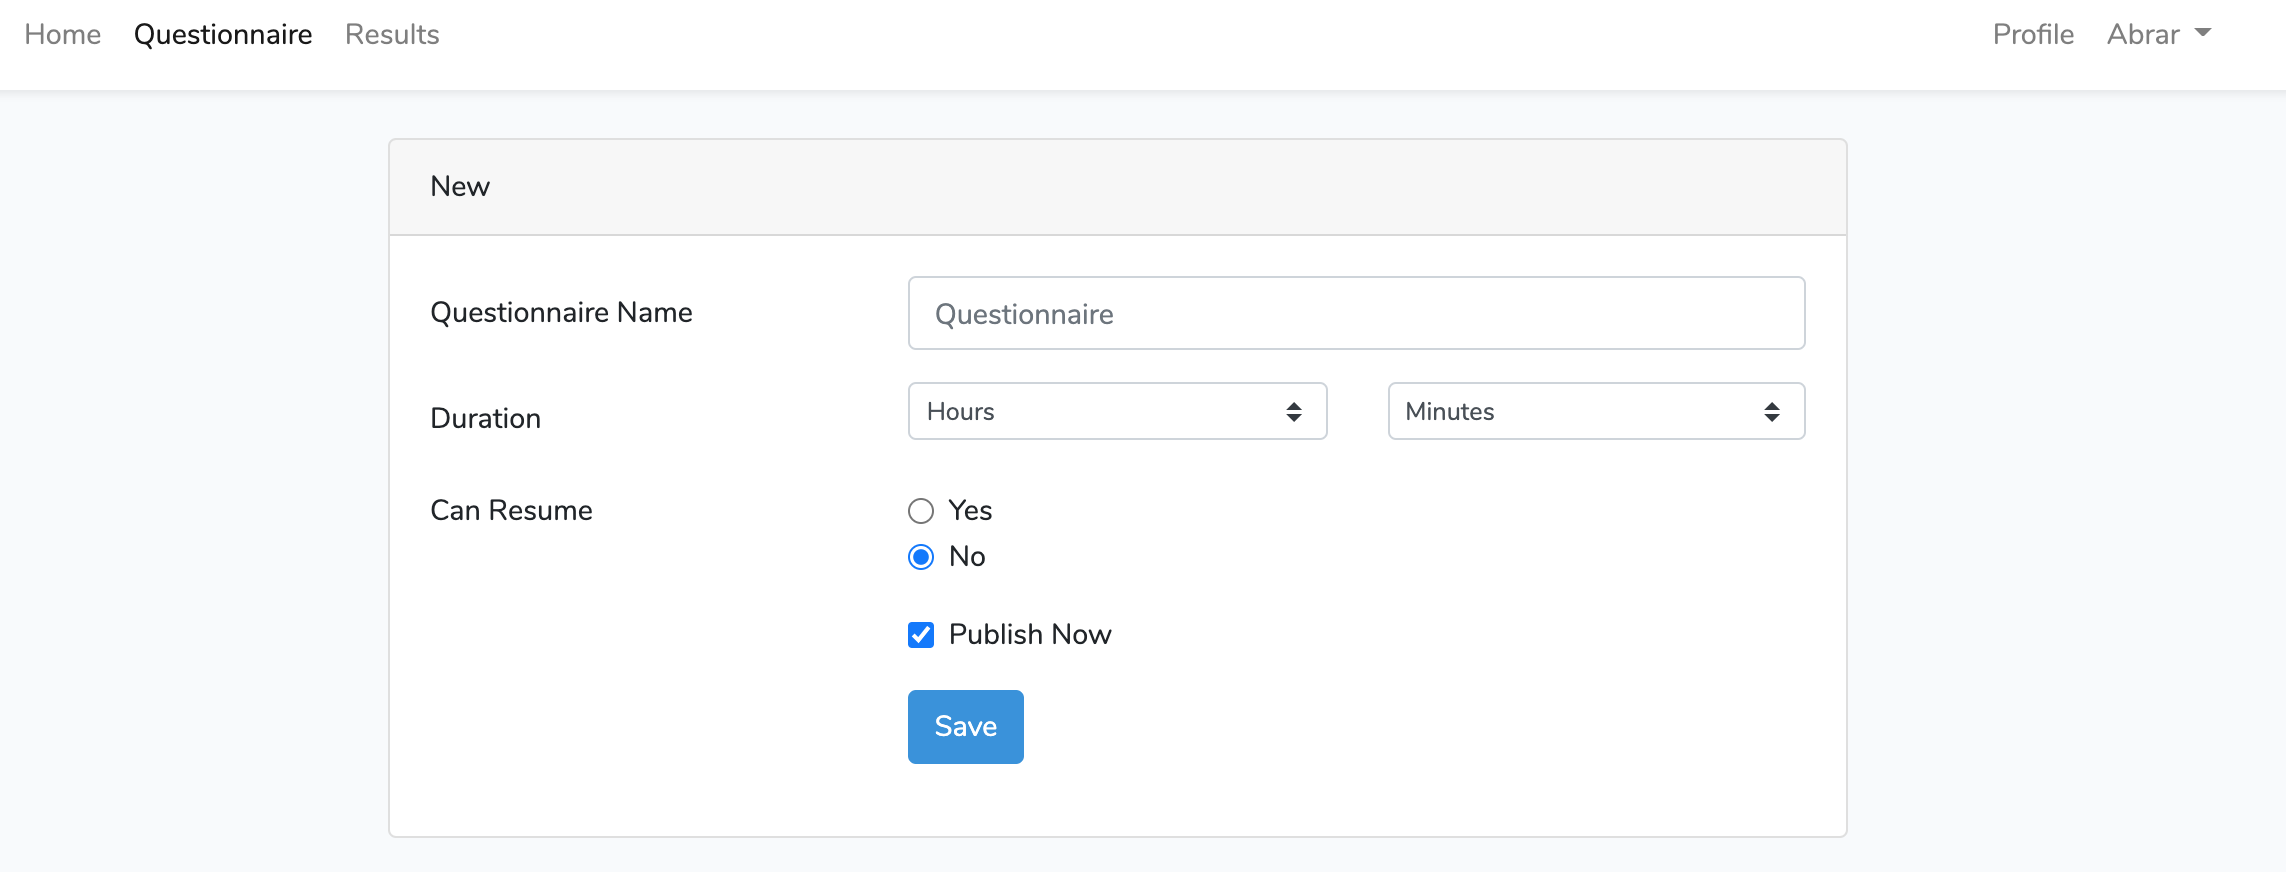 Home Questionnaire Results Profile Abrar
New
Questionnaire Name Questionnaire
Duration Hours Minutes
Can Resume Yes
No
Publish Now
Save